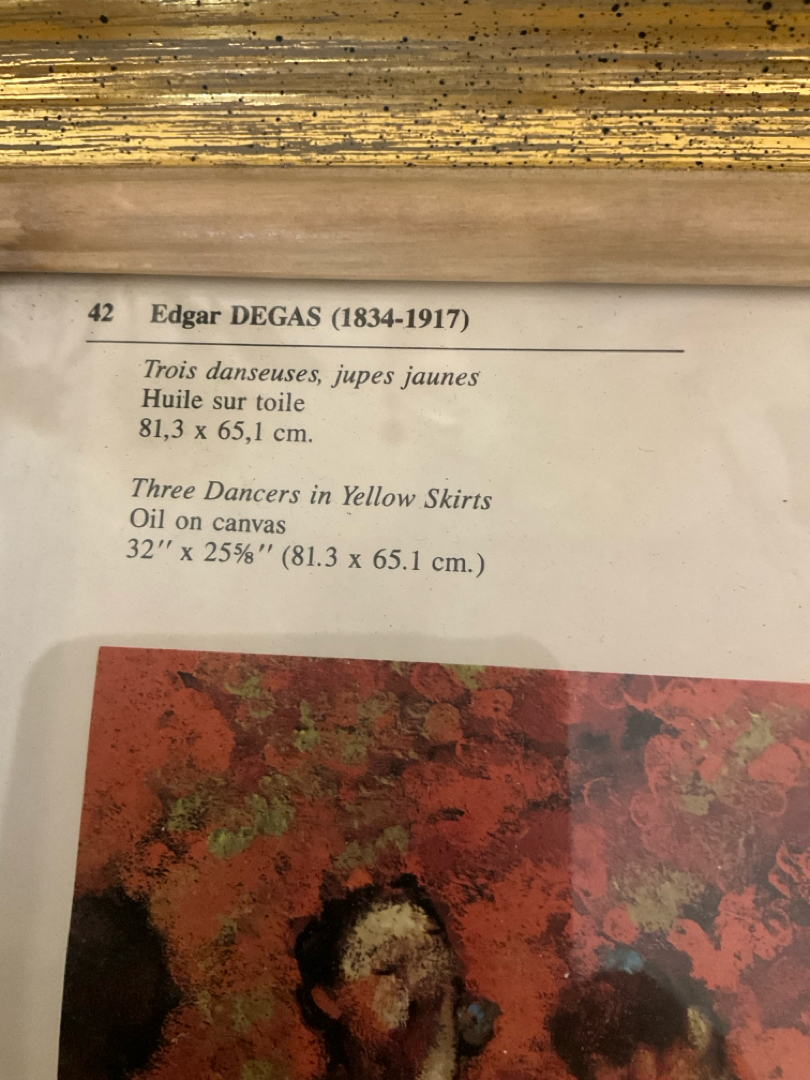 42 Edgar DEGAS (1834-1917)
Trois danseuses, jupes jaunes
Huile sur toile
81,3 x 65,1 cm.
Three Dancers in Yellow Skirts
Oil on canvas
32″ x 25⅝″ (81.3 x 65.1 cm.)